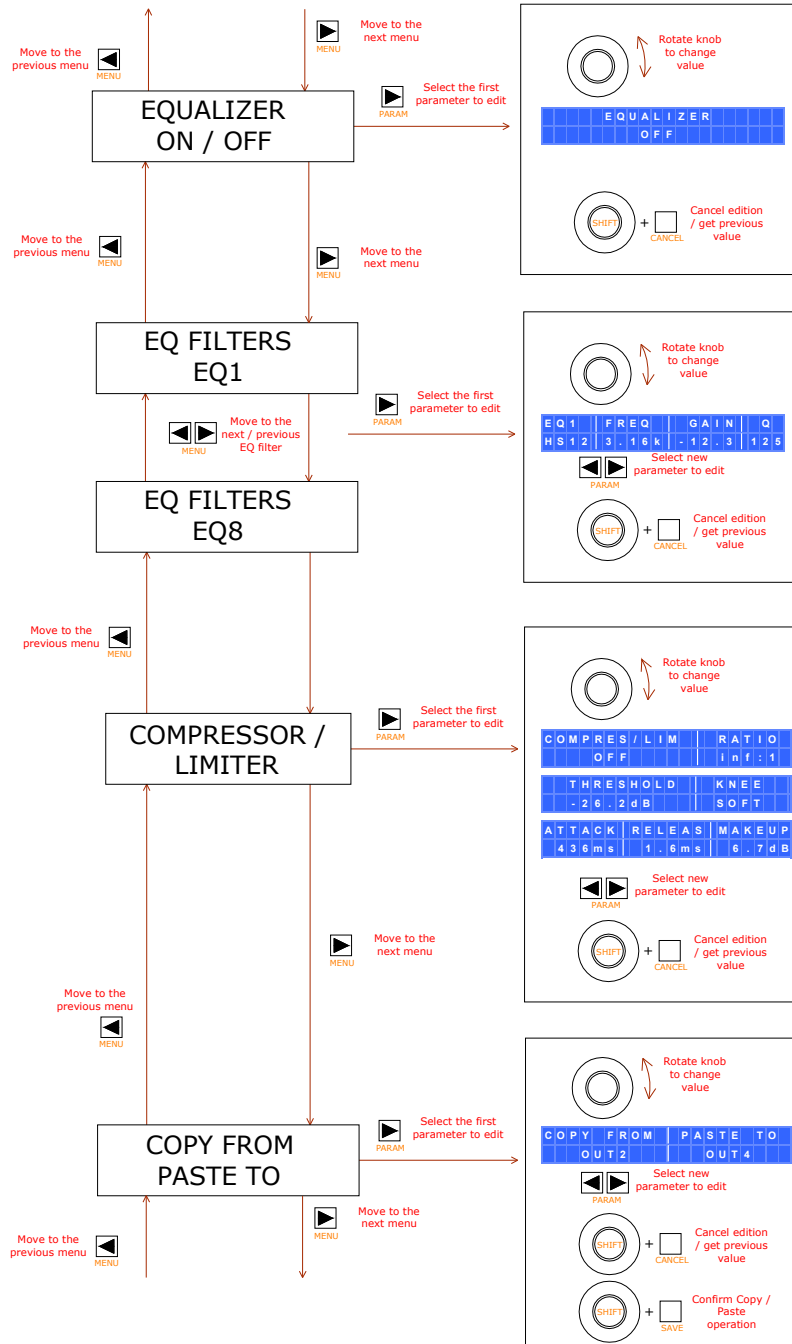 Move to the
previous menu
MENU
MENU
Move to the
next menu
EQUALIZER
ON / OFF
PARAM
Select the first
parameter to edit
Rotate knob
to change
value
EQUALIZER
OFF
SHIFT
+
CANCEL
Cancel edition
/ get previous
value
Move to the
previous menu
MENU
MENU
Move to the
next menu
EQ FILTERS
EQ1
PARAM
Select the first
parameter to edit
MENU
Move to the
next / previous
EQ filter
EQ FILTERS
EQ8
Rotate knob
to change
value
EQ1 FREQ GAIN Q
HS12 3.16k -12.3 125
PARAM
Select new
parameter to edit
SHIFT
+
CANCEL
Cancel edition
/ get previous
value
Move to the
previous menu
MENU
COMPRESSOR /
LIMITER
PARAM
Select the first
parameter to edit
Rotate knob
to change
value
COMPRES/LIM RATIO
OFF inf:1
THRESHOLD KNEE
-26.2dB SOFT
ATTACK RELEAS MAKEUP
436ms 1.6ms 6.7dB
PARAM
Select new
parameter to edit
SHIFT
+
CANCEL
Cancel edition
/ get previous
value
MENU
Move to the
next menu
Move to the
previous menu
MENU
COPY FROM
PASTE TO
PARAM
Select the first
parameter to edit
Rotate knob
to change
value
COPY FROM PASTE TO
OUT2 OUT4
PARAM
Select new
parameter to edit
SHIFT
+
CANCEL
Cancel edition
/ get previous
value
SHIFT
+
SAVE
Confirm Copy /
Paste
operation
Move to the
previous menu
MENU
MENU
Move to the
next menu